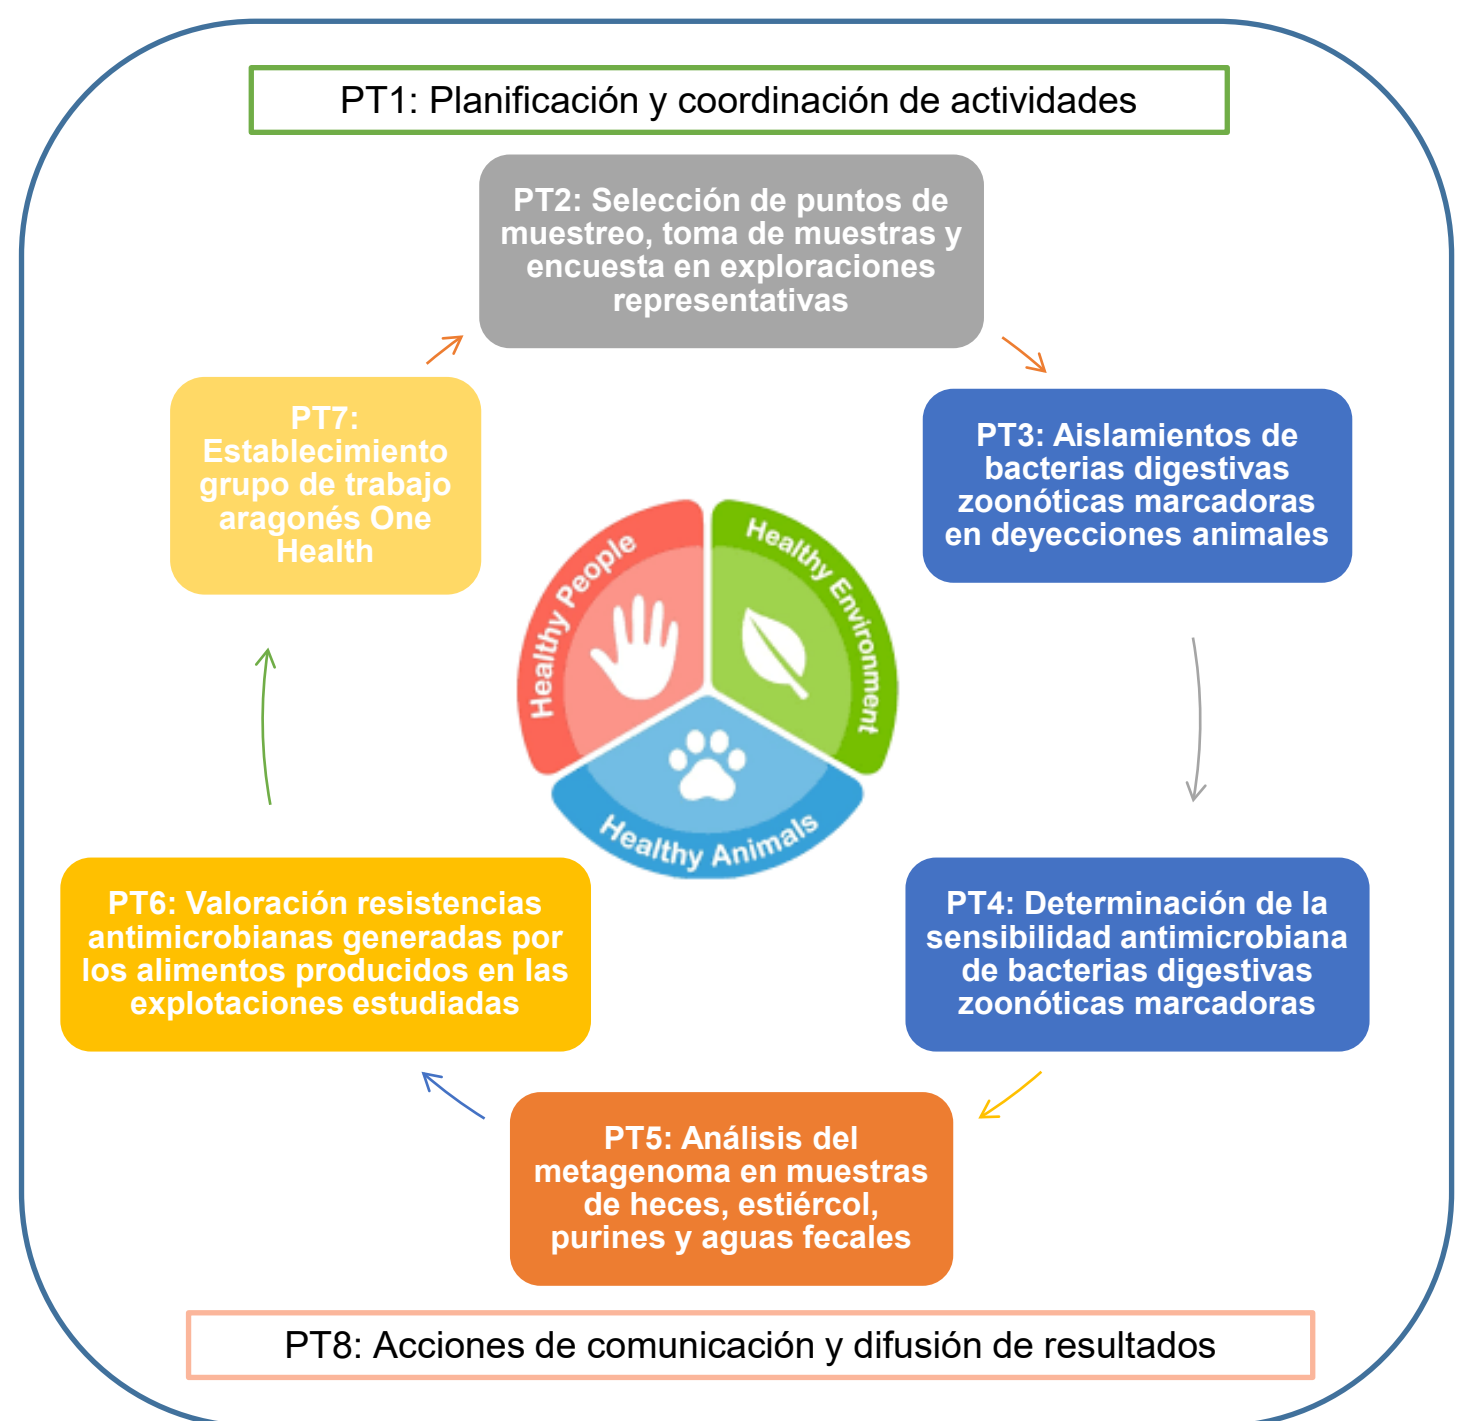 PT1: Planificación y coordinación de actividades
PT2: Selección de puntos de
muestreo, toma de muestras y
encuesta en exploraciones
representativas
PT7:
Establecimiento
grupo de trabajo
aragonés One
Health
PT3: Aislamientos de
bacterias digestivas
zoonóticas marcadoras
en deyecciones animales
Healthy People
Healthy Environment
Healthy Animals
PT6: Valoración resistencias
antimicrobianas generadas por
los alimentos producidos en las
explotaciones estudiadas
PT4: Determinación de la
sensibilidad antimicrobiana
de bacterias digestivas
zoonóticas marcadoras
PT5: Análisis del
metagenoma en muestras
de heces, estiércol,
purines y aguas fecales
PT8: Acciones de comunicación y difusión de resultados